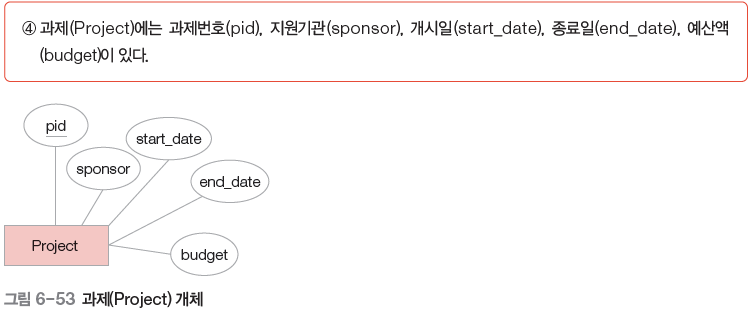 ④ 과제(Project)에는 과제번호(pid), 지원기관(sponsor), 개시일(start_date), 종료일(end_date), 예산액
(budget)이 있다.
pid
start_date
sponsor
end_date
Project
budget
그림 6-53 과제(Project) 개체